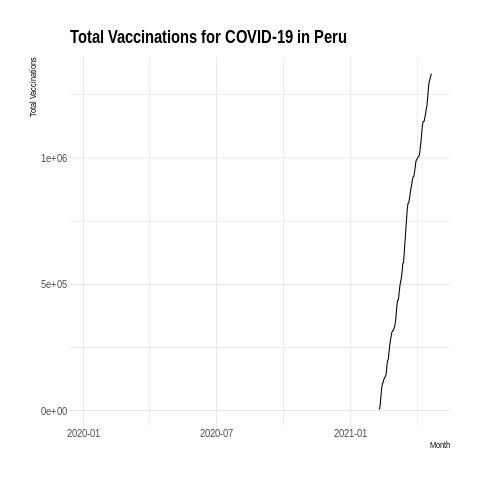 Total Vaccinations for COVID-19 in Peru
Total Vaccinations
1e+06
5e+05
0e+00
2020-01
2020-07
2021-01
Month